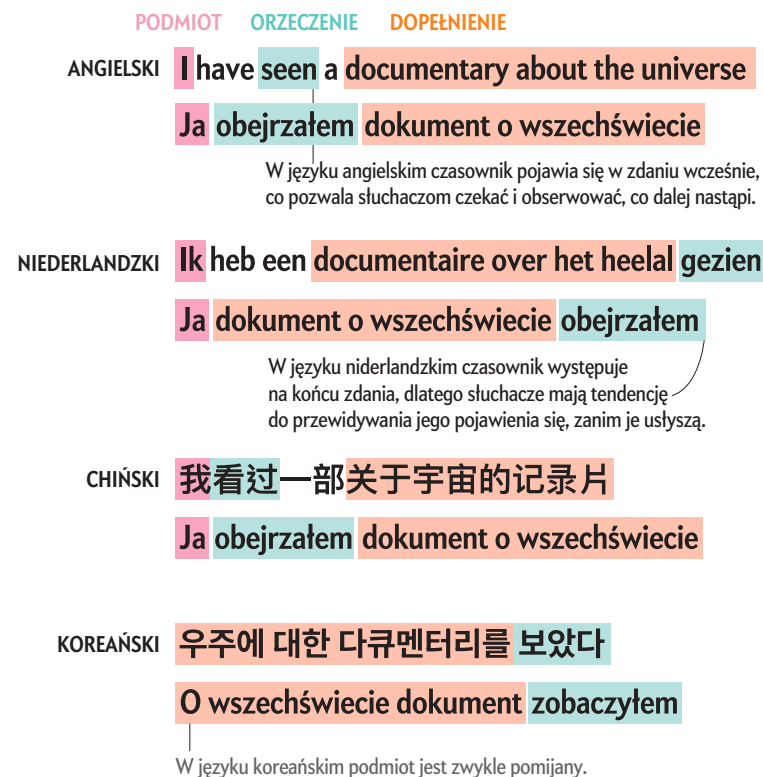 PODMIOT ORZECZENIE DOPEŁNIENIE
ANGIELSKI I have seen a documentary about the universe
Ja obejrzałem dokument o wszechświecie
W języku angielskim czasownik pojawia się w zdaniu wcześnie,
co pozwala słuchaczom czekać i obserwować, co dalej nastąpi.
NIEDERLANDZKI Ik heb een documentaire over het heelal gezien
Ja dokument o wszechświecie obejrzałem
W języku niderlandzkim czasownik występuje
na końcu zdania, dlatego słuchacze mają tendencję
do przewidywania jego pojawienia się, zanim je usłyszą.
CHIŃSKI 我看过一部关于宇宙的记录片
Ja obejrzałem dokument o wszechświecie
KOREAŃSKI 우주에 대한 다큐멘터리를 보았다
O wszechświecie dokument zobaczyłem
W języku koreańskim podmiot jest zwykle pomijany.